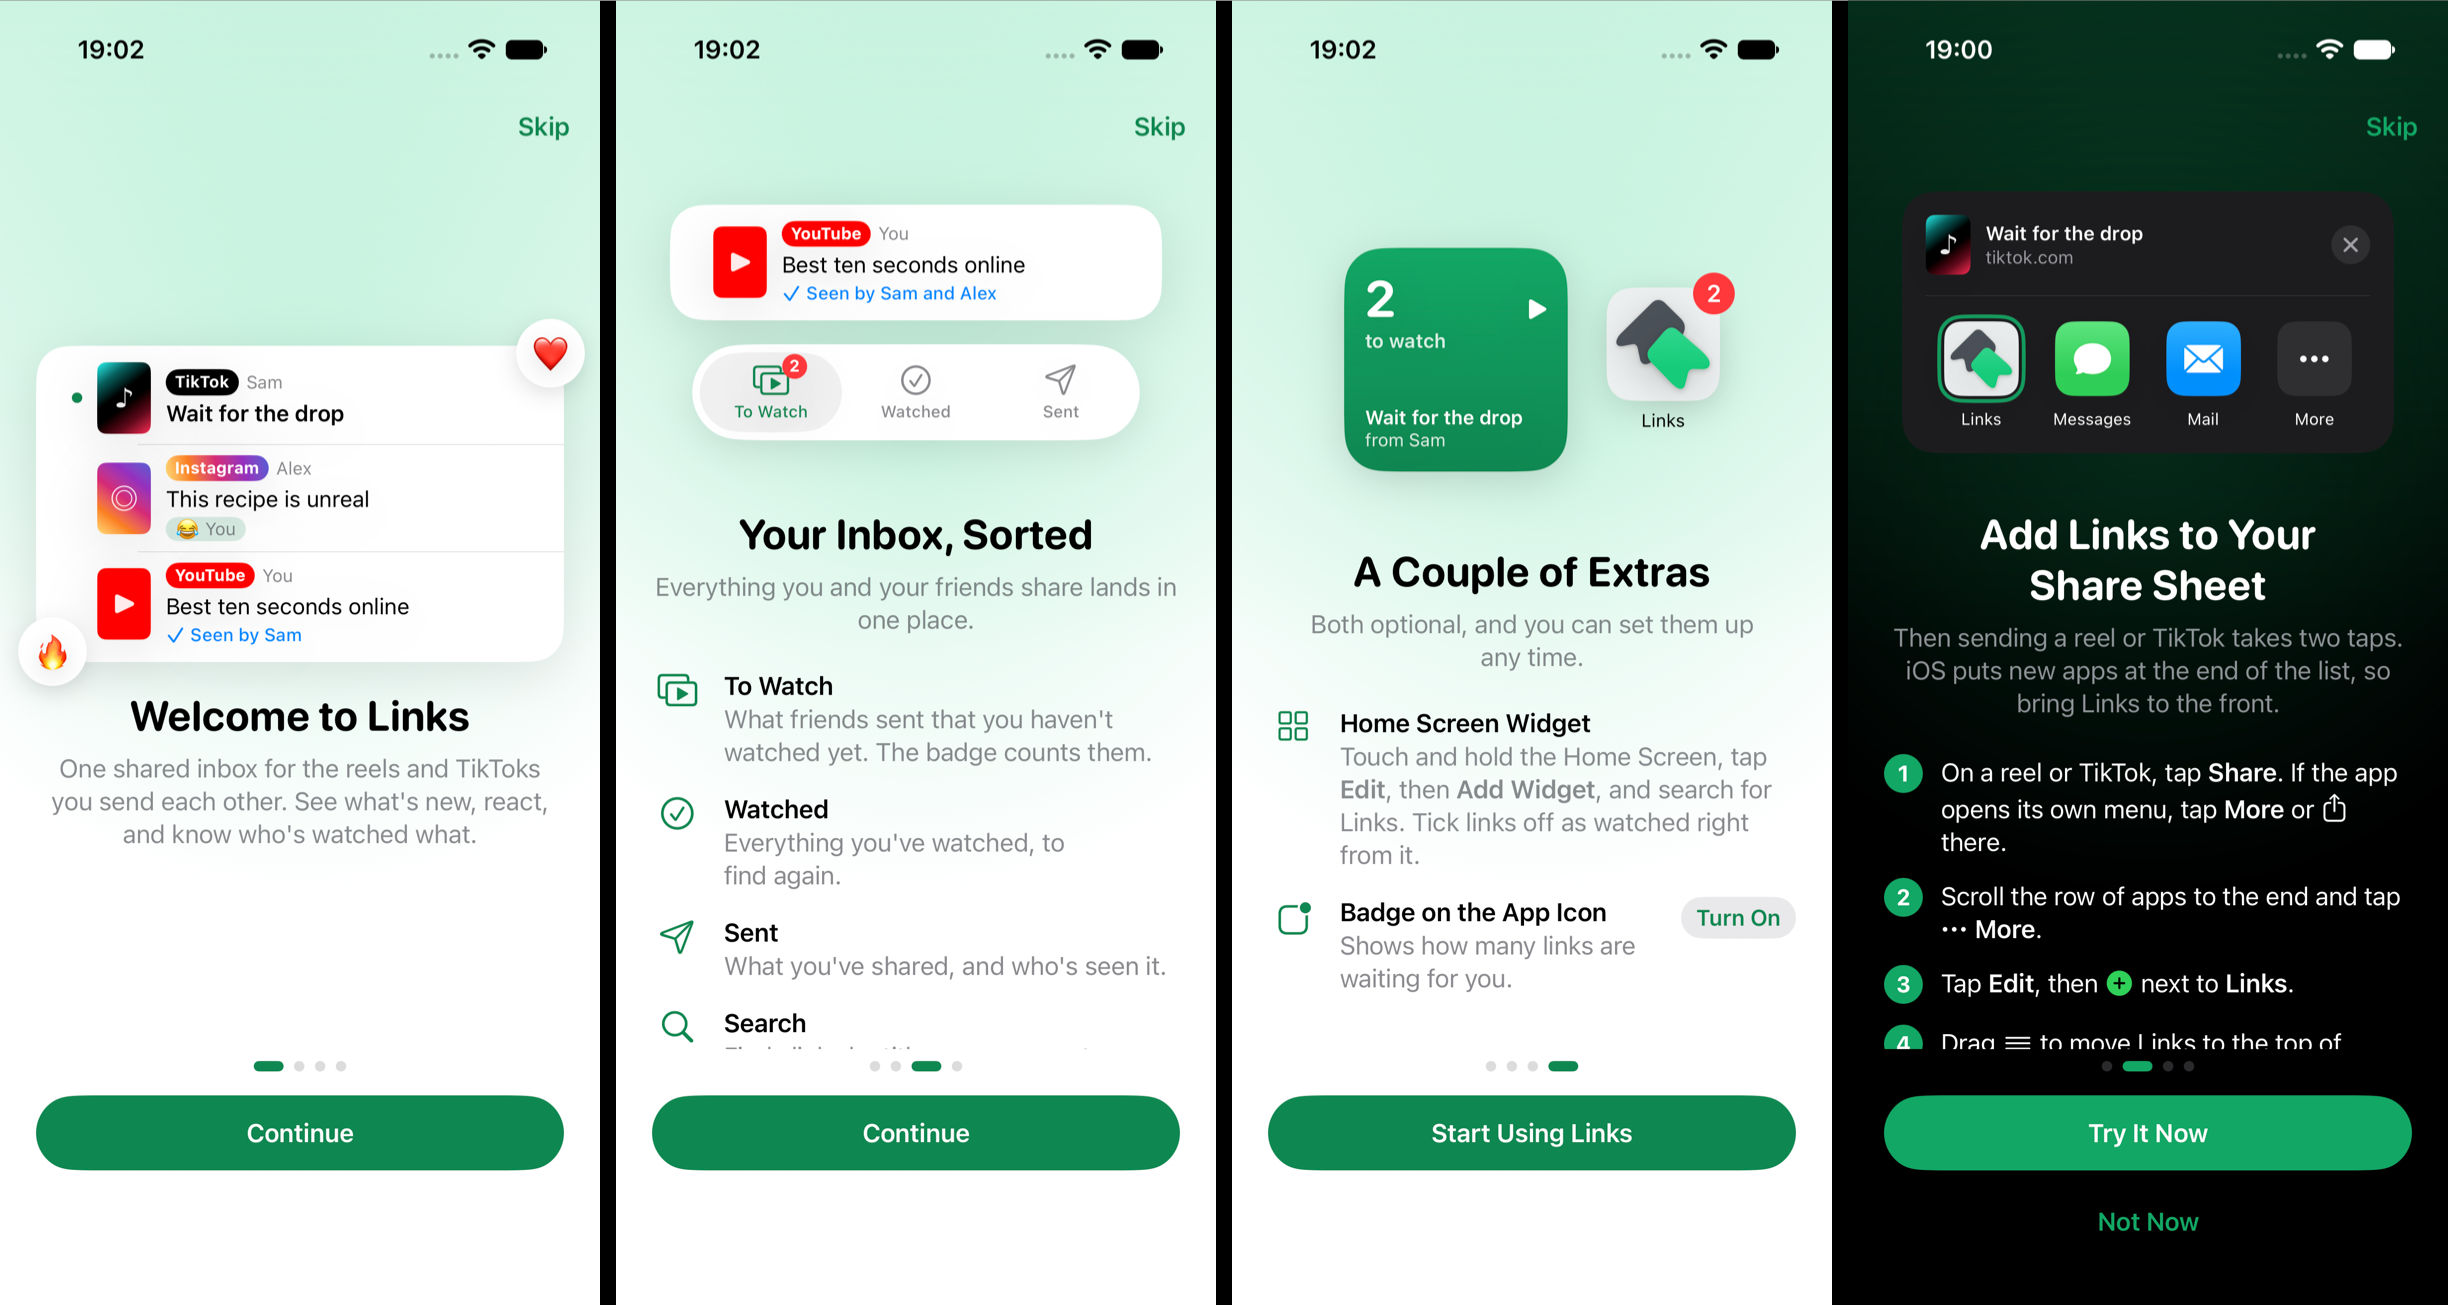 19:02
Skip
TikTok Sam
Wait for the drop
Instagram Alex
This recipe is unreal
😂 You
YouTube You
Best ten seconds online
✓ Seen by Sam
Welcome to Links
One shared inbox for the reels and TikToks
you send each other. See what's new, react,
and know who's watched what.
Continue
19:02
Skip
YouTube You
Best ten seconds online
✓ Seen by Sam and Alex
2
To Watch Watched Sent
Your Inbox, Sorted
Everything you and your friends share lands in
one place.
To Watch
What friends sent that you haven't
watched yet. The badge counts them.
Watched
Everything you've watched, to
find again.
Sent
What you've shared, and who's seen it.
Search
Continue
19:02
Skip
2
to watch
Wait for the drop
from Sam
2
Links
A Couple of Extras
Both optional, and you can set them up
any time.
Home Screen Widget
Touch and hold the Home Screen, tap
Edit, then Add Widget, and search for
Links. Tick links off as watched right
from it.
Badge on the App Icon
Shows how many links are
waiting for you.
Turn On
Start Using Links
19:00
Skip
Wait for the drop
tiktok.com
Links Messages Mail More
Add Links to Your
Share Sheet
Then sending a reel or TikTok takes two taps.
iOS puts new apps at the end of the list, so
bring Links to the front.
1 On a reel or TikTok, tap Share. If the app
opens its own menu, tap More or
there.
2 Scroll the row of apps to the end and tap
••• More.
3 Tap Edit, then + next to Links.
4 Drag ≡ to move Links to the top of
Try It Now
Not Now